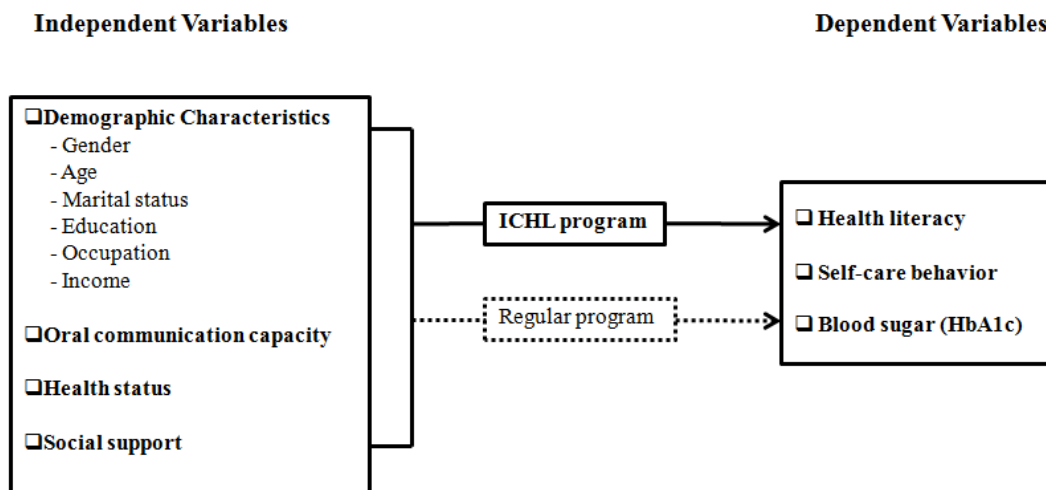 Independent Variables
Dependent Variables
❑Demographic Characteristics
- Gender
- Age
- Marital status
- Education
- Occupation
- Income
❑Oral communication capacity
❑Health status
❑Social support
ICHL program
Regular program
❑ Health literacy
❑ Self-care behavior
❑ Blood sugar (HbA1c)